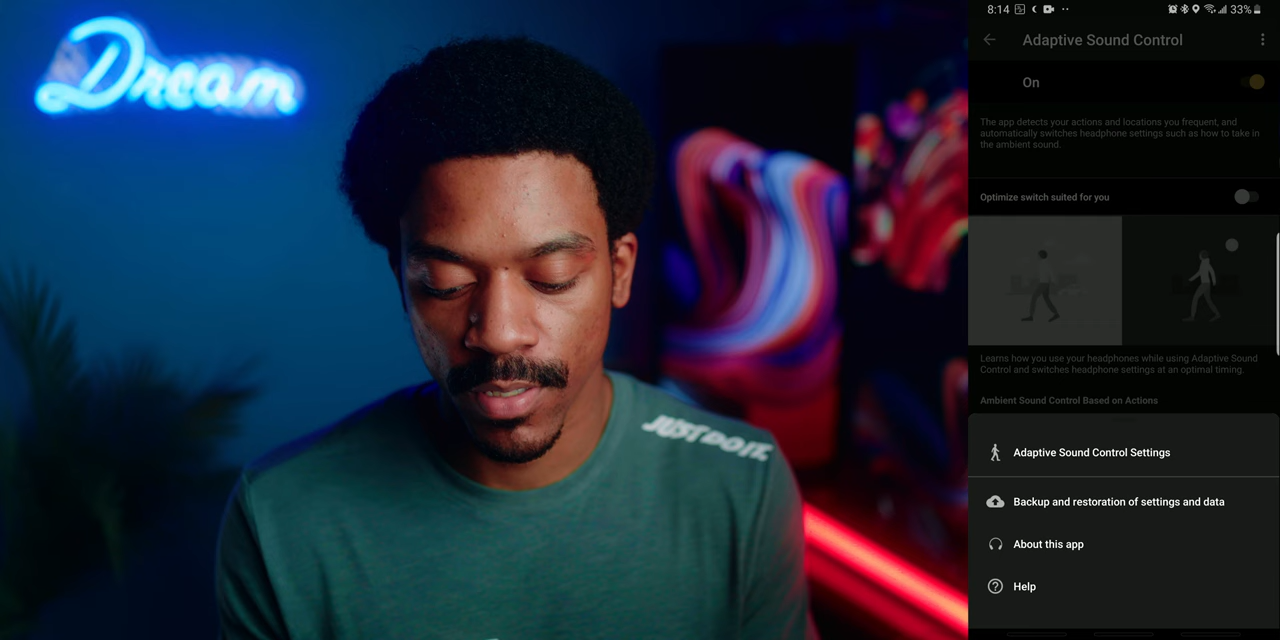 Dream
JUST DO IT.
8:14
33%
Adaptive Sound Control
On
The app detects your actions and locations you frequent, and
automatically switches headphone settings such as how to take in
the ambient sound.
Optimize switch suited for you
Learns how you use your headphones while using Adaptive Sound
Control and switches headphone settings at an optimal timing.
Ambient Sound Control Based on Actions
Adaptive Sound Control Settings
Backup and restoration of settings and data
About this app
Help